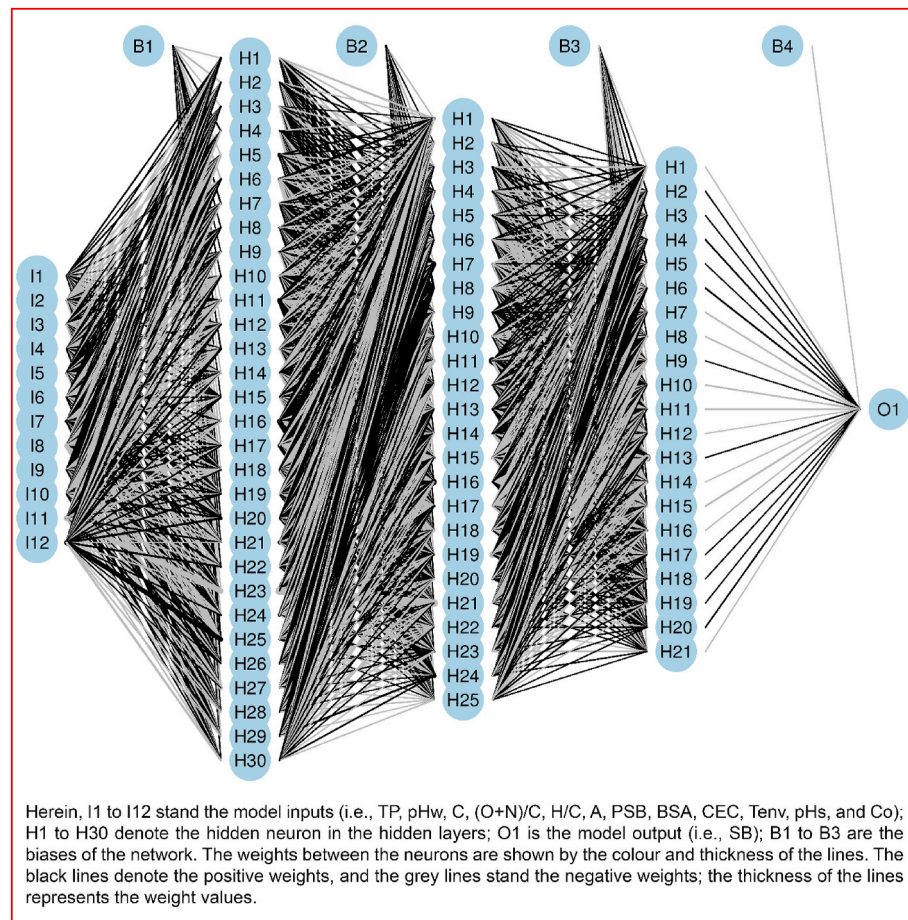 B1 B2 B3 B4
H1
H2
H3
H4
H5
H6
H7
H8
H9
H10
H11
H12
H13
H14
H15
H16
H17
H18
H19
H20
H21
H22
H23
H24
H25
H26
H27
H28
H29
H30
I1
I2
I3
I4
I5
I6
I7
I8
I9
I10
I11
I12
H1
H2
H3
H4
H5
H6
H7
H8
H9
H10
H11
H12
H13
H14
H15
H16
H17
H18
H19
H20
H21
H22
H23
H24
H25
H1
H2
H3
H4
H5
H6
H7
H8
H9
H10
H11
H12
H13
H14
H15
H16
H17
H18
H19
H20
H21
O1
Herein, I1 to I12 stand the model inputs (i.e., TP, pHw, C, (O+N)/C, H/C, A, PSB, BSA, CEC, Tenv, pHs, and Co);
H1 to H30 denote the hidden neuron in the hidden layers; O1 is the model output (i.e., SB); B1 to B3 are the
biases of the network. The weights between the neurons are shown by the colour and thickness of the lines. The
black lines denote the positive weights, and the grey lines stand the negative weights; the thickness of the lines
represents the weight values.